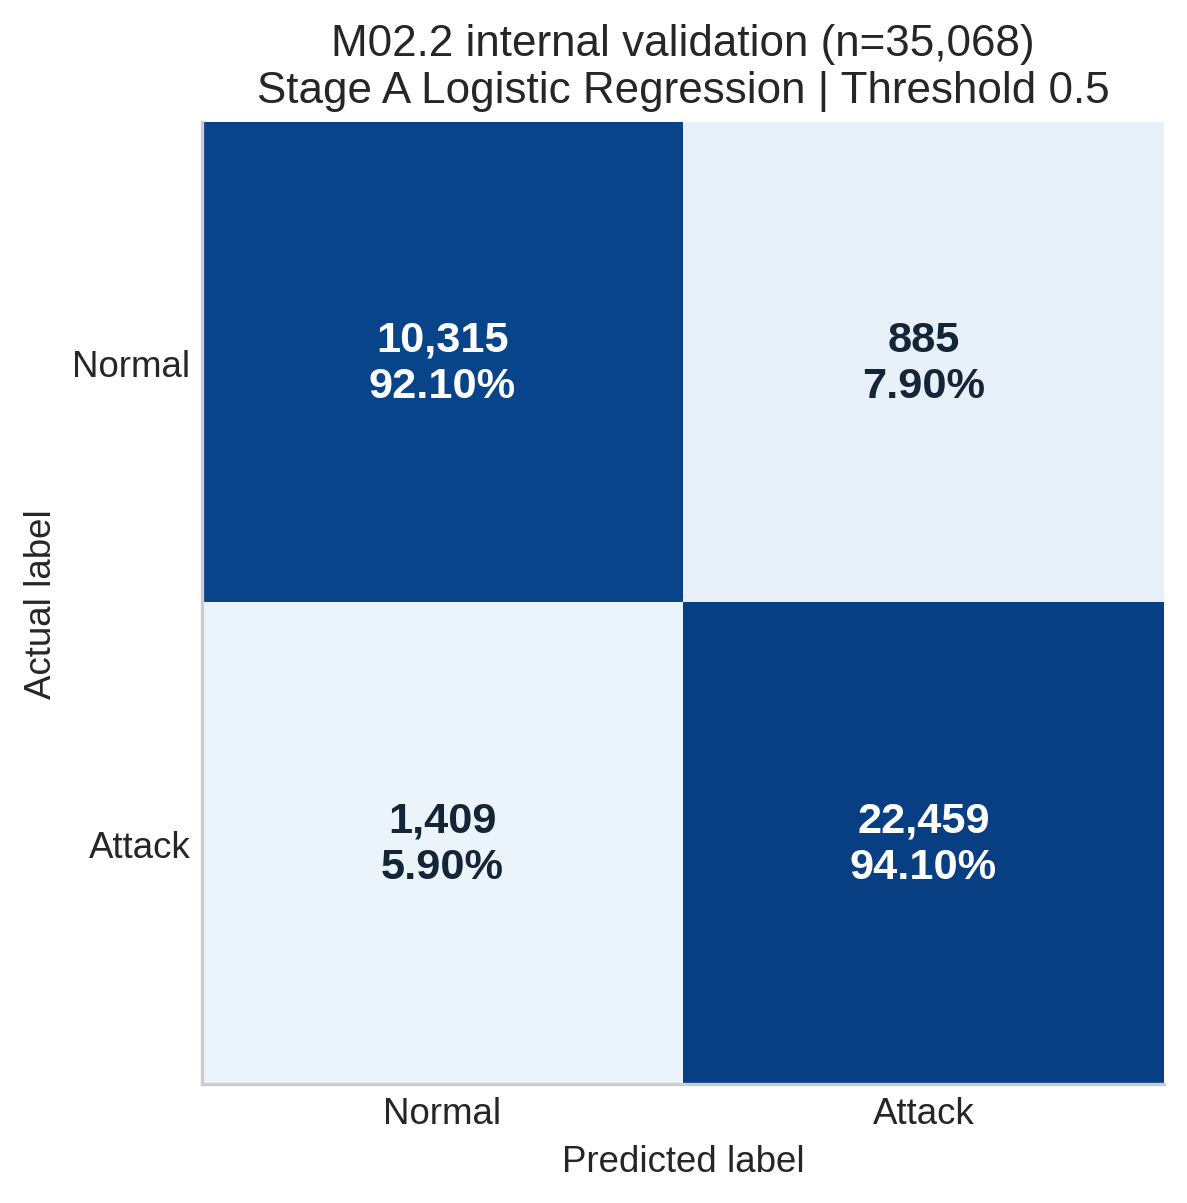 M02.2 internal validation (n=35,068)
Stage A Logistic Regression | Threshold 0.5
Actual label
Normal
10,315
92.10%
885
7.90%
Attack
1,409
5.90%
22,459
94.10%
Normal
Attack
Predicted label